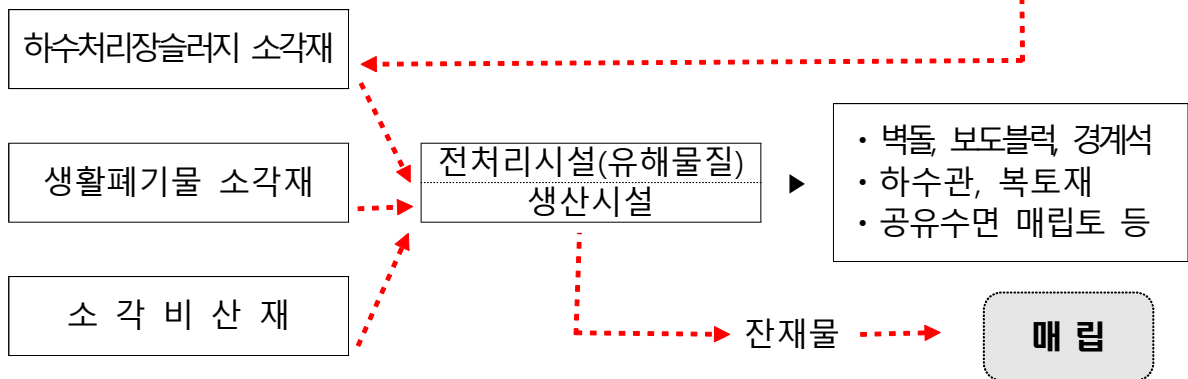 하수처리장슬러지 소각재
생활폐기물 소각재
소 각 비 산 재
전처리시설(유해물질)
생산시설
・벽돌, 보도블럭, 경계석
・하수관, 복토재
・공유수면 매립토 등
잔재물
매 립